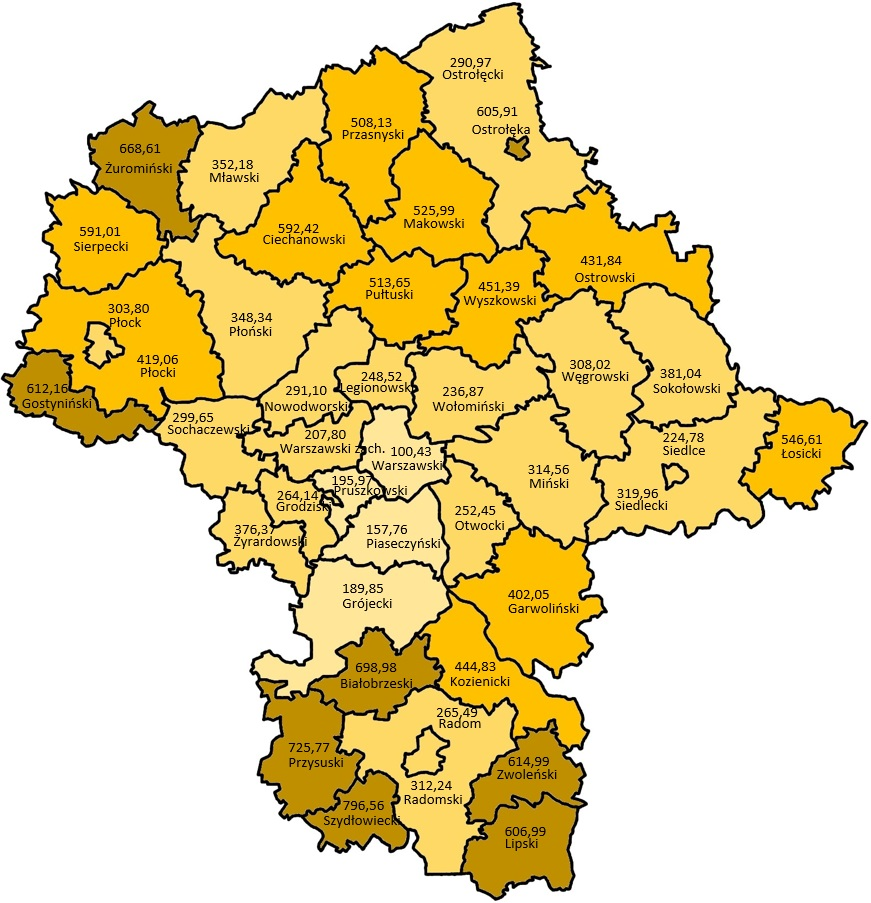 290,97
Ostrołęcki
605,91
Ostrołęka
508,13
Przasnyski
668,61
Żuromiński
352,18
Mławski
525,99
Makowski
591,01
Sierpecki
592,42
Ciechanowski
431,84
Ostrowski
513,65
Pułtuski
451,39
Wyszkowski
303,80
Płock
348,34
Płoński
419,06
Płocki
308,02
Węgrowski
381,04
Sokołowski
612,16
Gostyniński
291,10
Nowodworski
248,52
Legionowski
236,87
Wołomiński
299,65
Sochaczewski
207,80
Warszawski zach.
100,43
Warszawski
224,78
Siedlce
546,61
Łosicki
314,56
Miński
319,96
Siedlecki
195,97
Pruszkowski
264,14
Grodziski
252,45
Otwocki
376,37
Żyrardowski
157,76
Piaseczyński
189,85
Grójecki
402,05
Garwoliński
698,98
Białobrzeski
444,83
Kozienicki
265,49
Radom
725,77
Przysuski
614,99
Zwoleński
312,24
Radomski
796,56
Szydłowiecki
606,99
Lipski